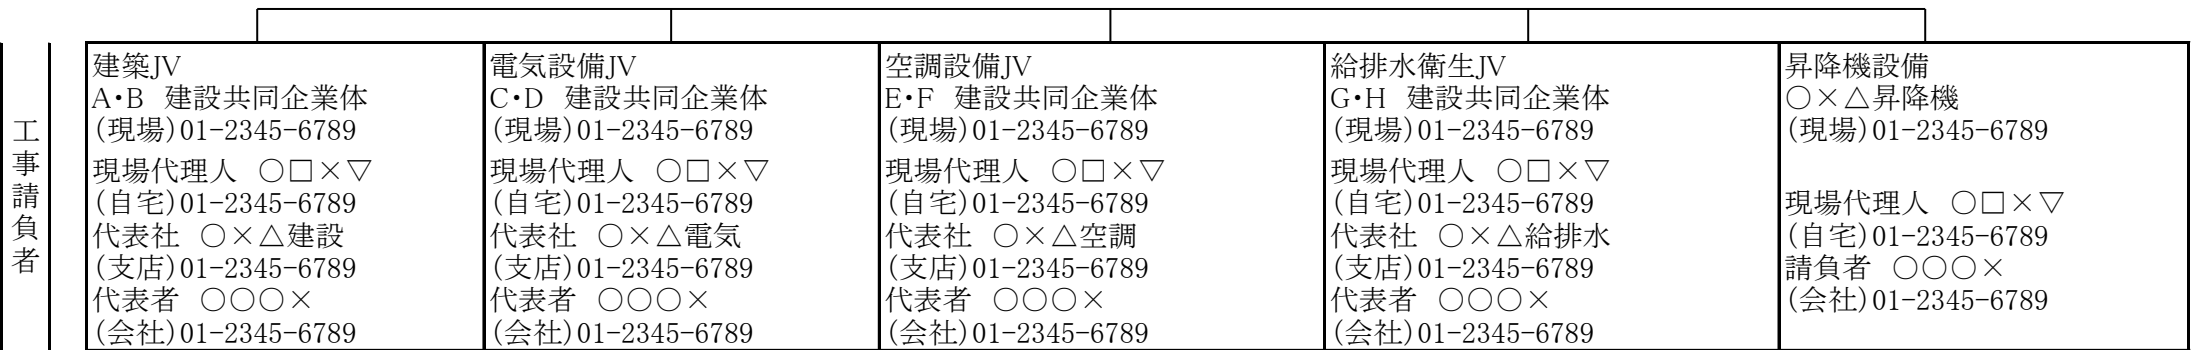 工事請負者
建築JV
A・B 建設共同企業体
(現場)01-2345-6789
現場代理人 ○□×▽
(自宅)01-2345-6789
代表社 ○×△建設
(支店)01-2345-6789
代表者 ○○○×
(会社)01-2345-6789
電気設備JV
C・D 建設共同企業体
(現場)01-2345-6789
現場代理人 ○□×▽
(自宅)01-2345-6789
代表社 ○×△電気
(支店)01-2345-6789
代表者 ○○○×
(会社)01-2345-6789
空調設備JV
E・F 建設共同企業体
(現場)01-2345-6789
現場代理人 ○□×▽
(自宅)01-2345-6789
代表社 ○×△空調
(支店)01-2345-6789
代表者 ○○○×
(会社)01-2345-6789
給排水衛生JV
G・H 建設共同企業体
(現場)01-2345-6789
現場代理人 ○□×▽
(自宅)01-2345-6789
代表社 ○×△給排水
(支店)01-2345-6789
代表者 ○○○×
(会社)01-2345-6789
昇降機設備
○×△昇降機
(現場)01-2345-6789
現場代理人 ○□×▽
(自宅)01-2345-6789
請負者 ○○○×
(会社)01-2345-6789